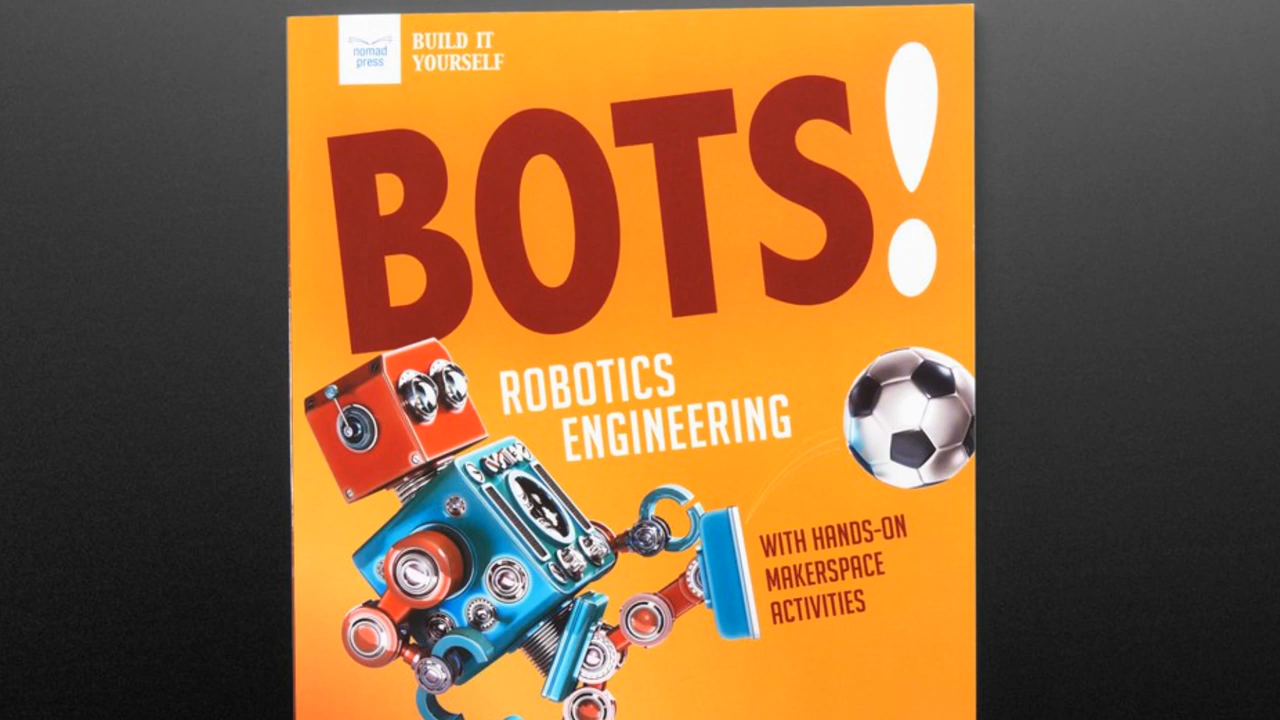 nomad
press
BUILD IT
YOURSELF
BOTS!
ROBOTICS
ENGINEERING
WITH HANDS-ON
MAKERSPACE
ACTIVITIES